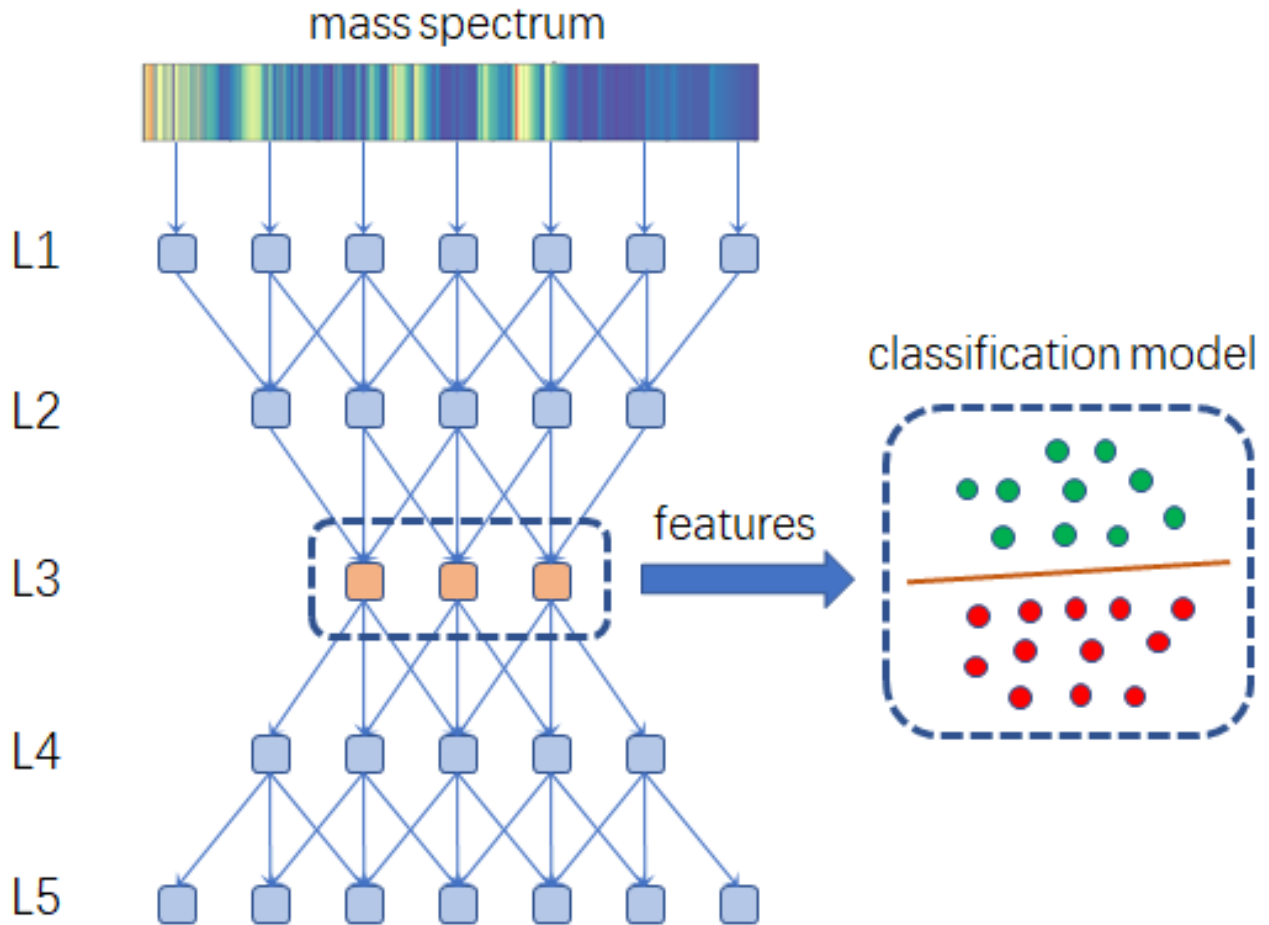 mass spectrum
L1
classification model
L2
features
L3
L4
L5